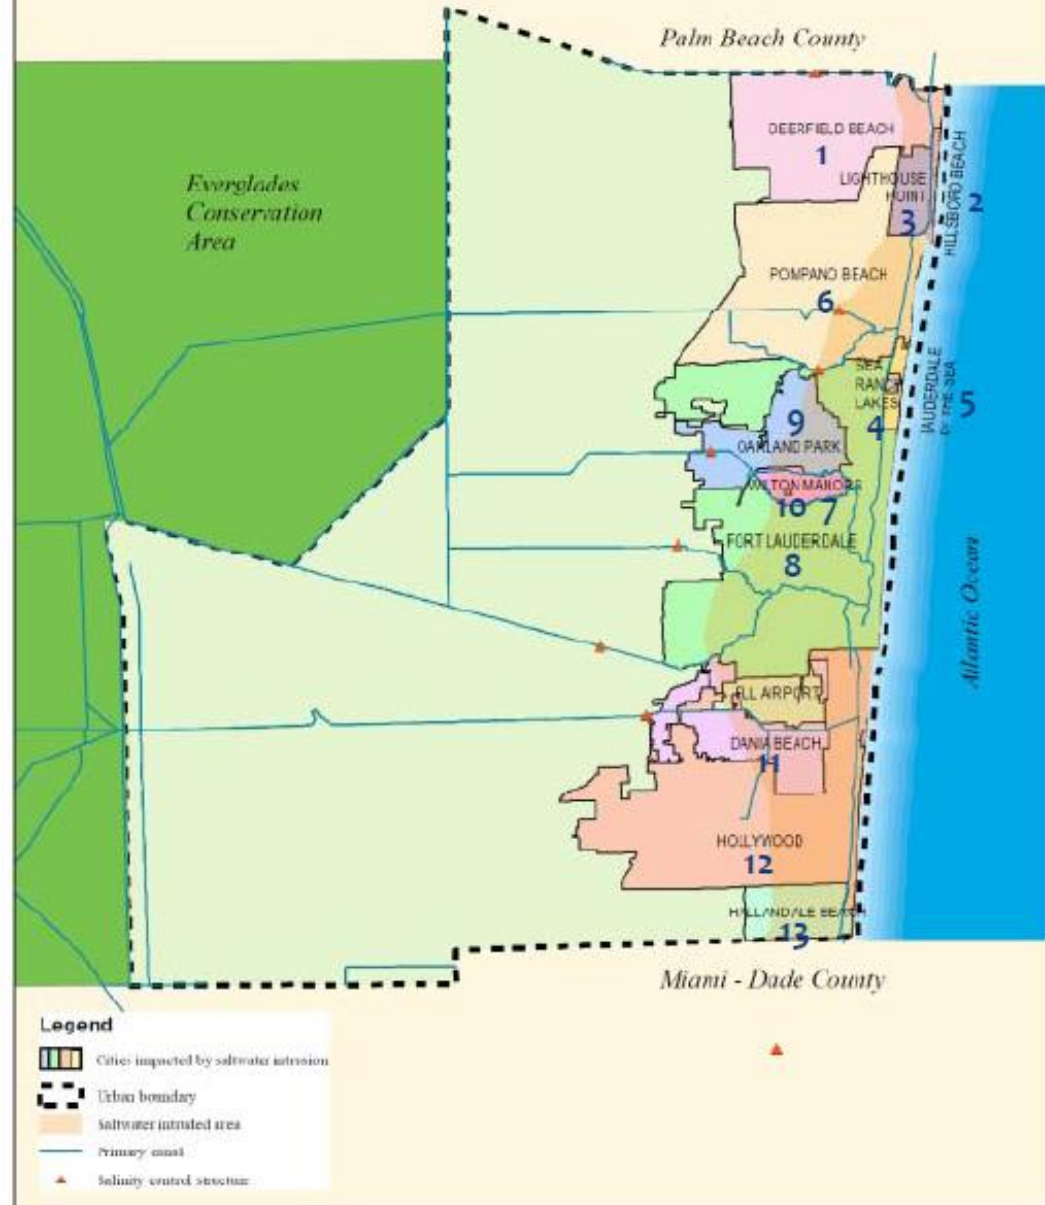 Palm Beach County
DEERFIELD BEACH
1
Everglades
Conservation
Area
LIGHTHOUSE
POINT
3
HILLSBORO BEACH
2
POMPANO BEACH
6
SEA
RANCH
LAKES
4
LAUDERDALE
BY THE SEA
5
9
OAKLAND PARK
WILTON MANORS
10
7
FORT LAUDERDALE
8
Atlantic Ocean
FLL AIRPORT
DANIA BEACH
11
HOLLYWOOD
12
HALLANDALE BEACH
13
Miami - Dade County
Legend
Cities impacted by saltwater intrusion
Urban boundary
Saltwater intruded area
Primary canal
Salinity control structure